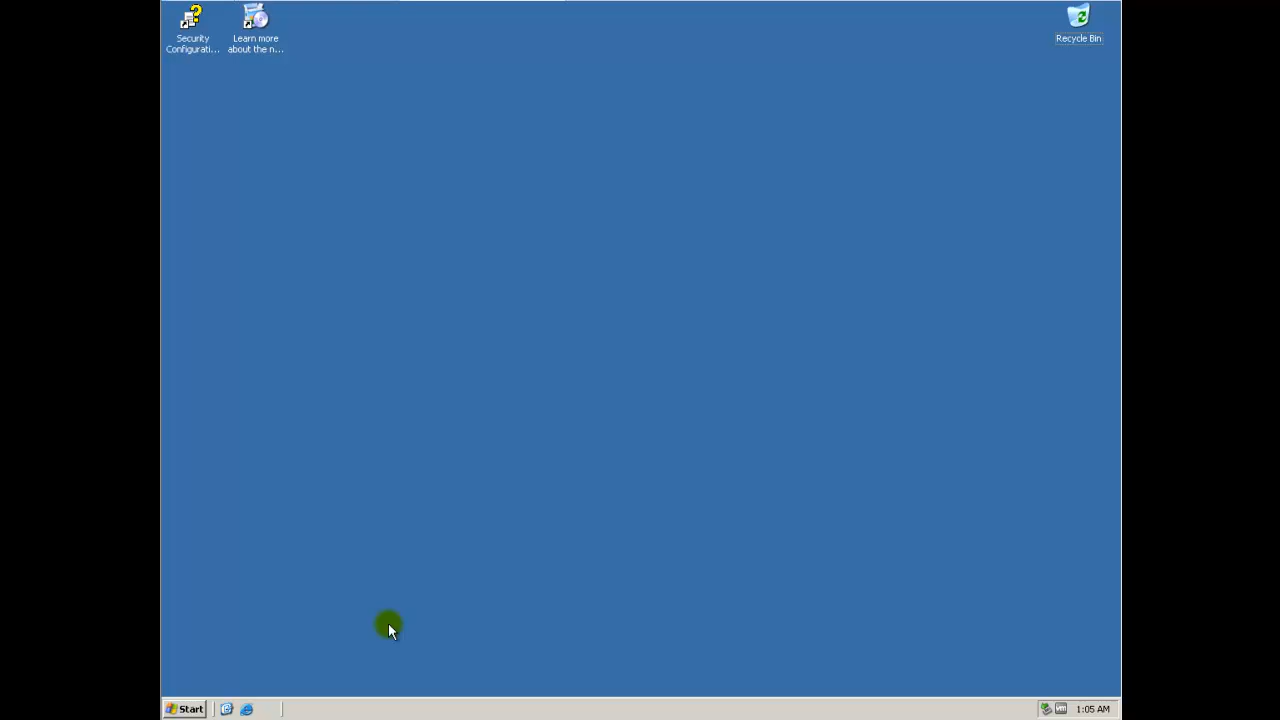 Security
Configurati...
Learn more
about the n...
Recycle Bin
Start
1:05 AM